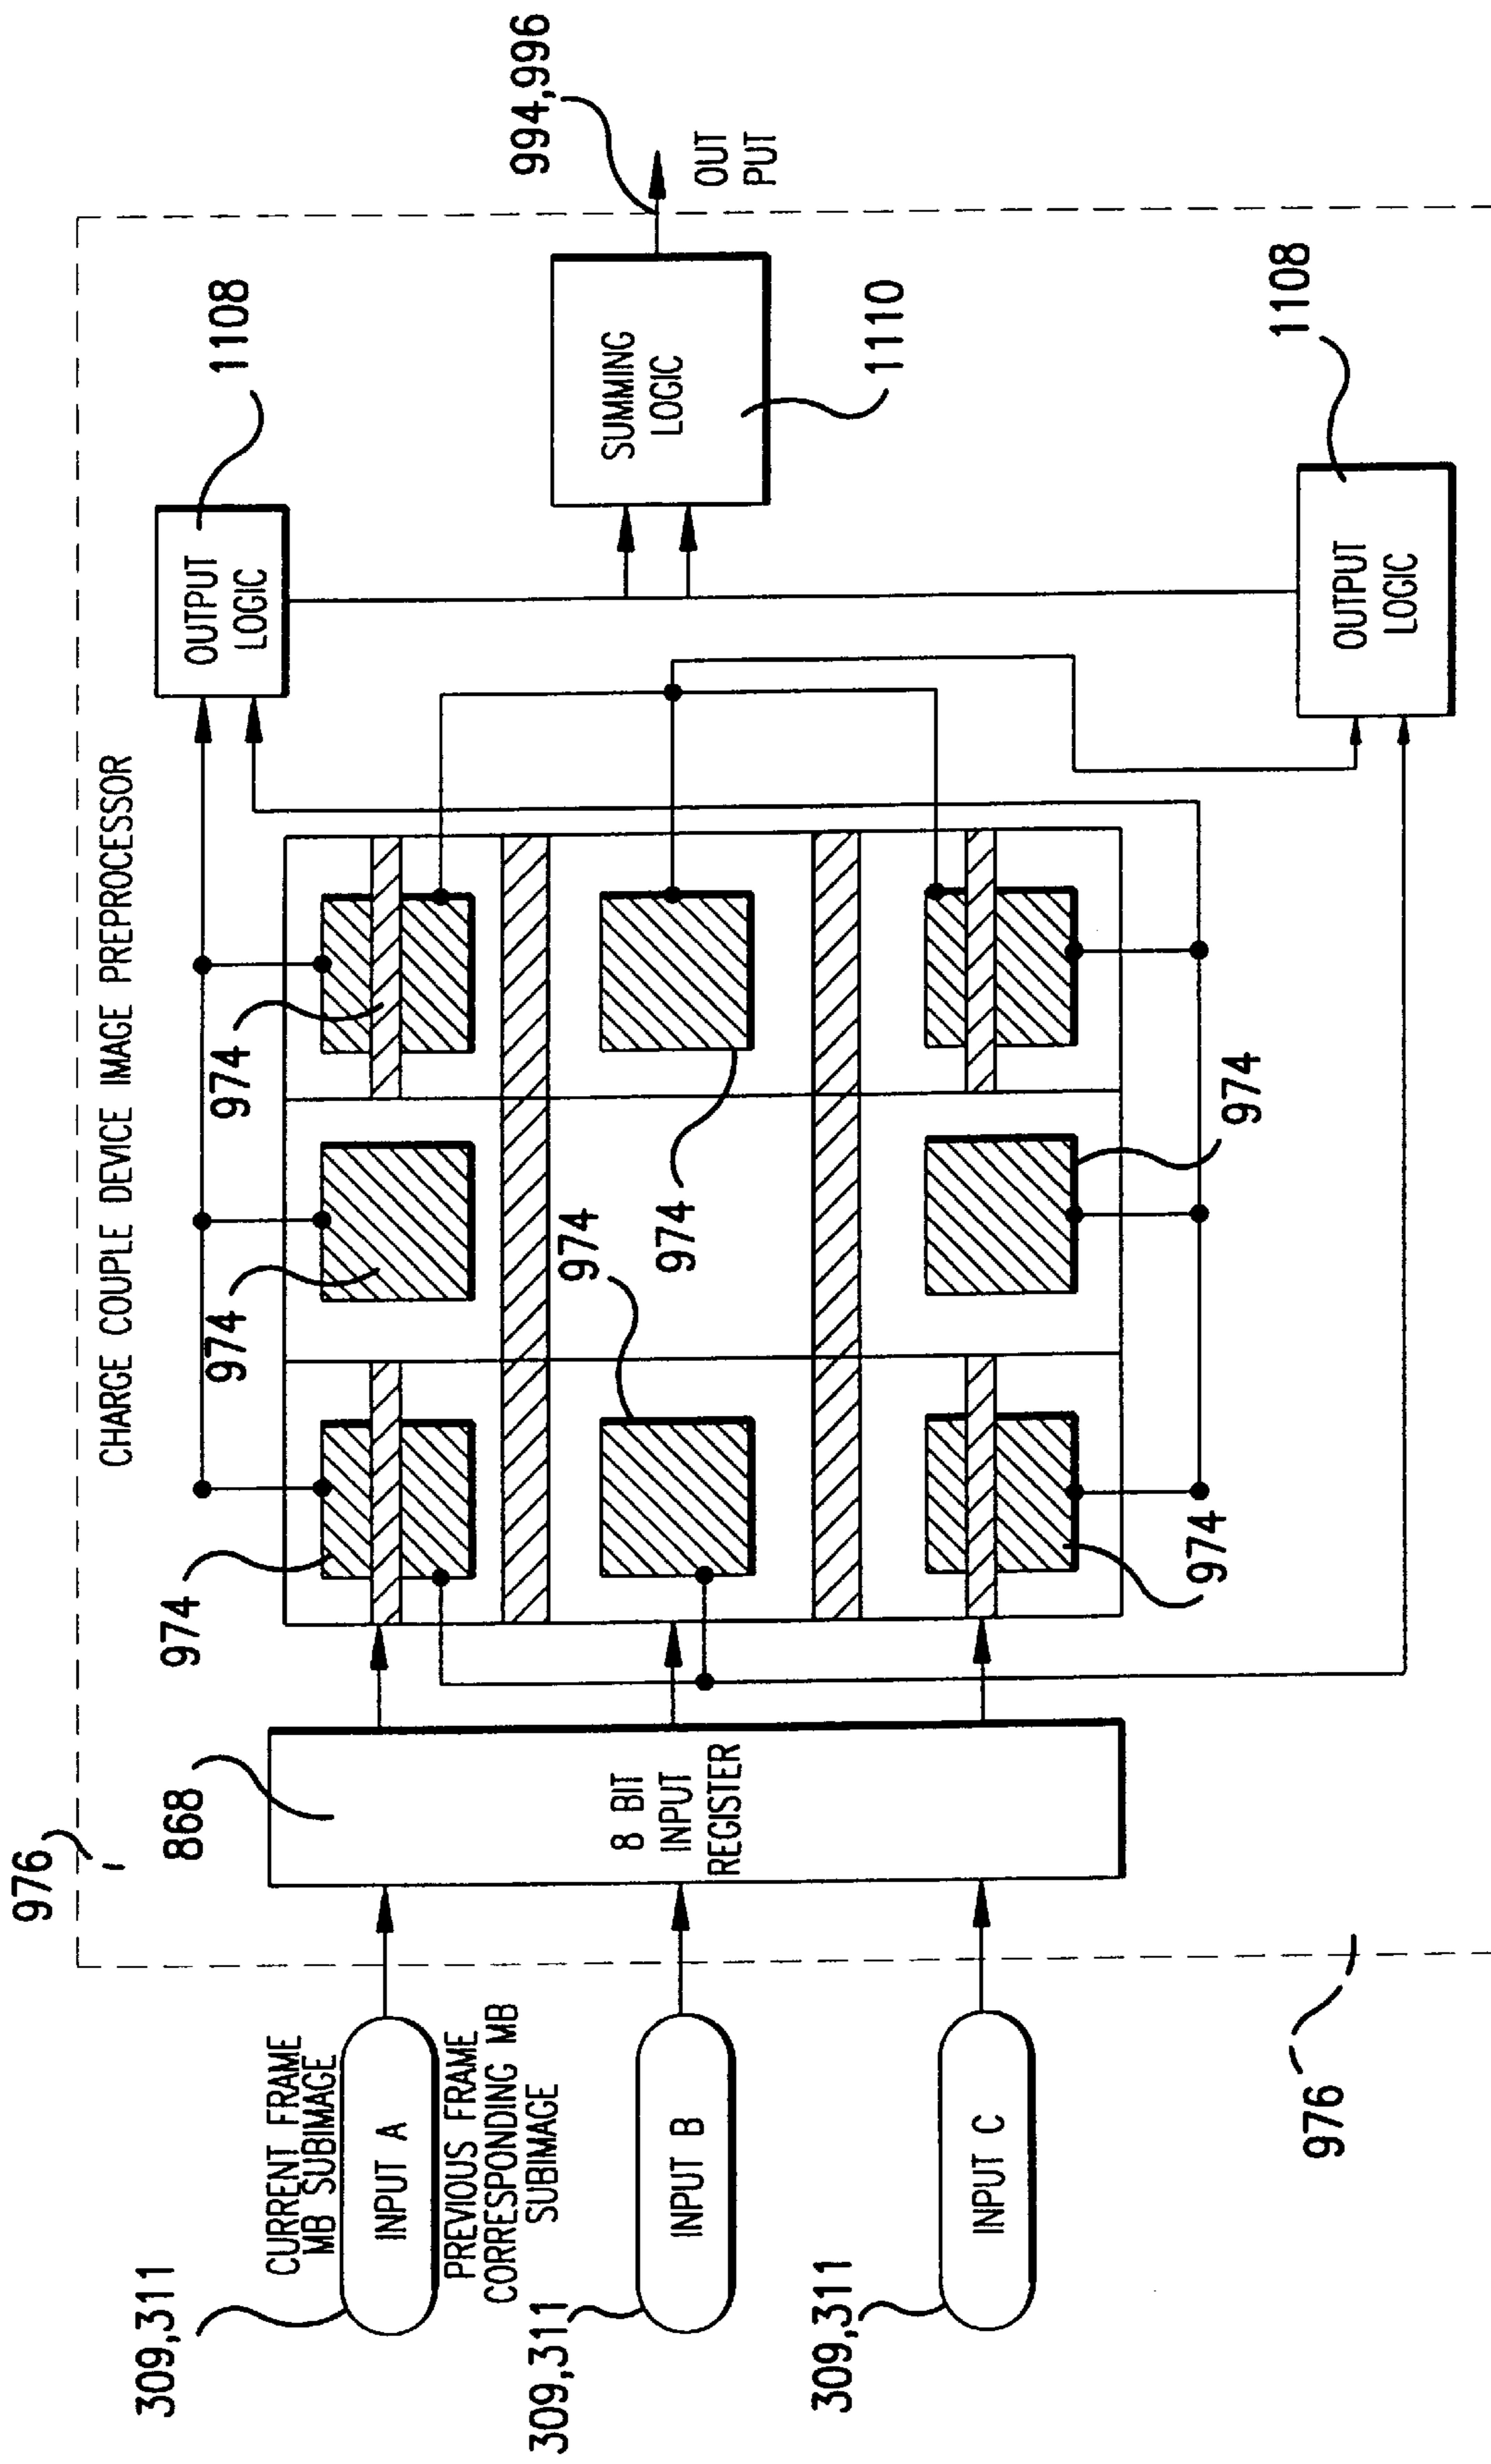 976
CHARGE COUPLE DEVICE IMAGE PREPROCESSOR
309,311
CURRENT FRAME
MB SUBIMAGE
INPUT A
PREVIOUS FRAME
CORRESPONDING MB
SUBIMAGE
309,311
INPUT B
309,311
INPUT C
976
868
8 BIT
INPUT
REGISTER
974
974
974
974
974
974
974
OUTPUT
LOGIC
1108
SUMMING
LOGIC
1110
994,996
OUT
PUT
OUTPUT
LOGIC
1108